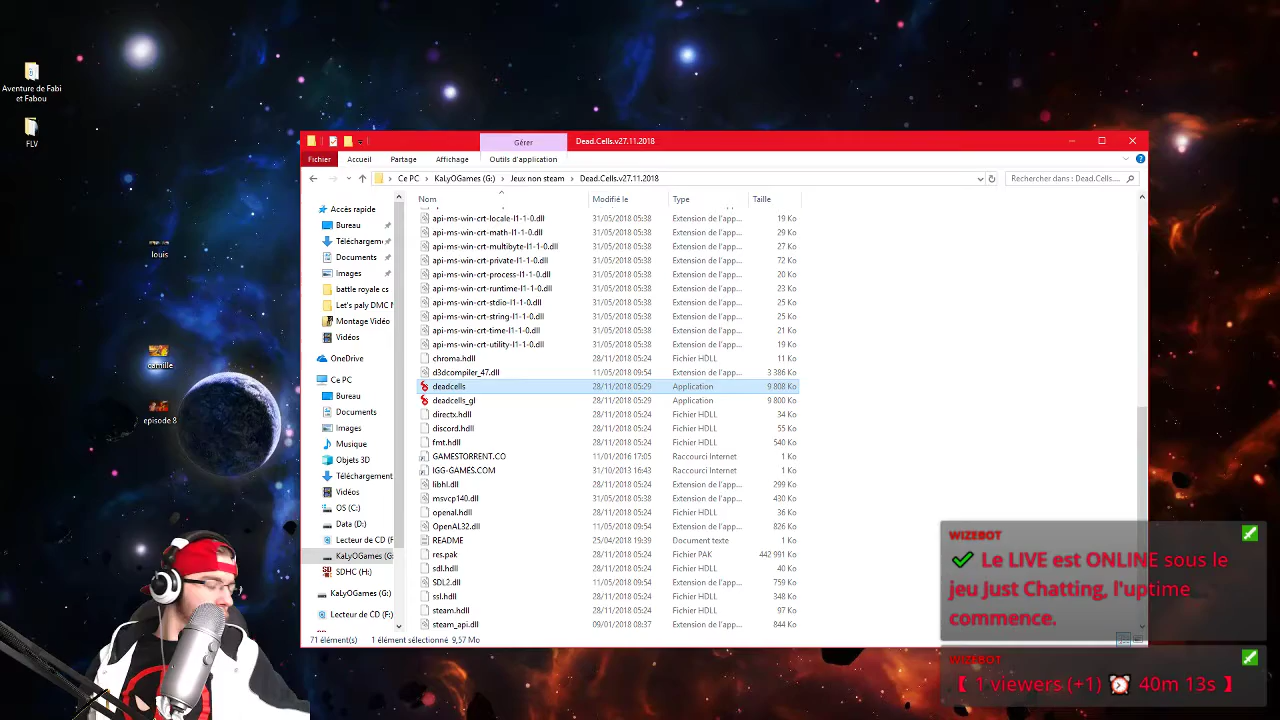 Aventure de Fabi
et Fabou
FLV
louis
camille
episode 8
Gérer
Dead.Cells.v27.11.2018
Fichier
Accueil
Partage
Affichage
Outils d'application
Ce PC > KaLyOGames (G:) > Jeux non steam > Dead.Cells.v27.11.2018
Rechercher dans : Dead.Cells....
Accès rapide
Bureau
Téléchargem
Documents
Images
battle royale cs
Let's paly DMC
Montage Vidéo
Vidéos
OneDrive
Ce PC
Bureau
Documents
Images
Musique
Objets 3D
Téléchargement
Vidéos
OS (C:)
Data (D:)
Lecteur de CD (F
KaLyOGames (G:
SDHC (H:)
KaLyOGames (G:)
Lecteur de CD (F:)
Nom Modifié le Type Taille
api-ms-win-crt-locale-l1-1-0.dll 31/05/2018 05:38 Extension de l'app... 19 Ko
api-ms-win-crt-math-l1-1-0.dll 31/05/2018 05:38 Extension de l'app... 29 Ko
api-ms-win-crt-multibyte-l1-1-0.dll 31/05/2018 05:38 Extension de l'app... 27 Ko
api-ms-win-crt-private-l1-1-0.dll 31/05/2018 05:38 Extension de l'app... 72 Ko
api-ms-win-crt-process-l1-1-0.dll 31/05/2018 05:38 Extension de l'app... 20 Ko
api-ms-win-crt-runtime-l1-1-0.dll 31/05/2018 05:38 Extension de l'app... 23 Ko
api-ms-win-crt-stdio-l1-1-0.dll 31/05/2018 05:38 Extension de l'app... 25 Ko
api-ms-win-crt-string-l1-1-0.dll 31/05/2018 05:38 Extension de l'app... 25 Ko
api-ms-win-crt-time-l1-1-0.dll 31/05/2018 05:38 Extension de l'app... 21 Ko
api-ms-win-crt-utility-l1-1-0.dll 31/05/2018 05:38 Extension de l'app... 19 Ko
chroma.hdll 28/11/2018 05:24 Fichier HDLL 11 Ko
d3dcompiler_47.dll 11/05/2018 09:54 Extension de l'app... 3 386 Ko
deadcells 28/11/2018 05:29 Application 9 808 Ko
deadcells_gl 28/11/2018 05:29 Application 9 800 Ko
directx.hdll 28/11/2018 05:24 Fichier HDLL 34 Ko
discord.hdll 28/11/2018 05:24 Fichier HDLL 55 Ko
fmt.hdll 28/11/2018 05:24 Fichier HDLL 540 Ko
GAMESTORRENT.CO 11/01/2016 17:05 Raccourci Internet 1 Ko
IGG-GAMES.COM 31/10/2013 16:43 Raccourci Internet 1 Ko
libhl.dll 28/11/2018 05:24 Extension de l'app... 299 Ko
msvcp140.dll 31/05/2018 05:38 Extension de l'app... 430 Ko
openal.hdll 28/11/2018 05:24 Fichier HDLL 36 Ko
OpenAL32.dll 11/05/2018 09:54 Extension de l'app... 826 Ko
README 25/04/2018 19:39 Document texte 1 Ko
res.pak 28/11/2018 05:24 Fichier PAK 442 991 Ko
sdl.hdll 28/11/2018 05:24 Fichier HDLL 40 Ko
SDL2.dll 11/05/2018 09:54 Extension de l'app... 759 Ko
ssl.hdll 28/11/2018 05:24 Fichier HDLL 348 Ko
steam.hdll 28/11/2018 05:24 Fichier HDLL 97 Ko
steam_api.dll 09/01/2018 08:37 Extension de l'app... 844 Ko
71 élément(s) 1 élément sélectionné 9,57 Mo
WIZEBOT
Le LIVE est ONLINE sous le
jeu Just Chatting, l'uptime
commence.
WIZEBOT
【 1 viewers (+1) ⏰ 40m 13s 】